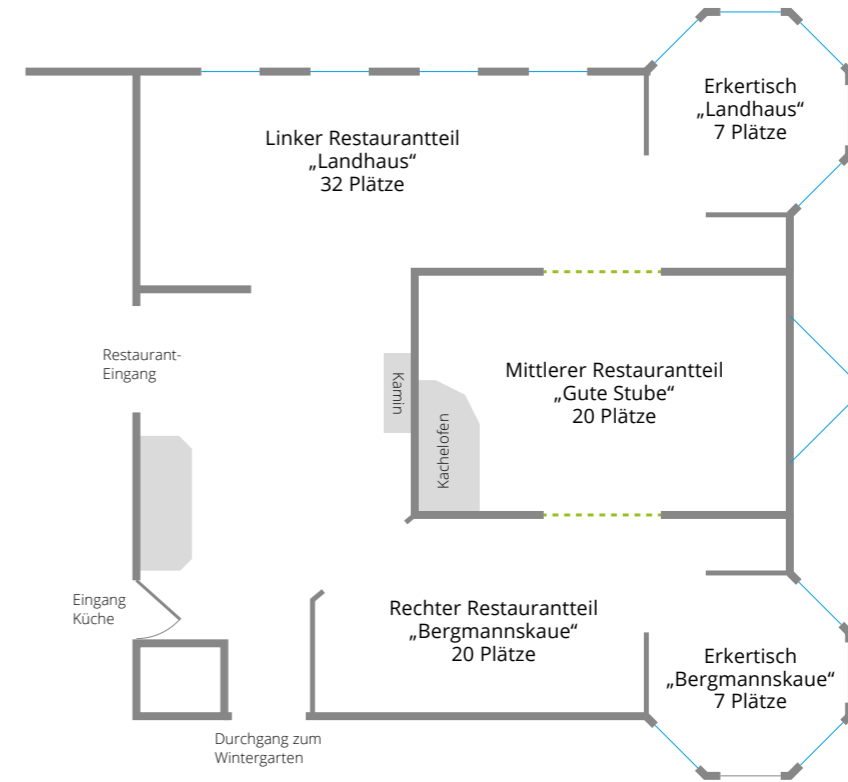 Erkertisch
„Landhaus“
7 Plätze
Linker Restaurantteil
„Landhaus“
32 Plätze
Restaurant-
Eingang
Kamin
Kachelofen
Mittlerer Restaurantteil
„Gute Stube“
20 Plätze
Eingang
Küche
Rechter Restaurantteil
„Bergmannskaue“
20 Plätze
Erkertisch
„Bergmannskaue“
7 Plätze
Durchgang zum
Wintergarten